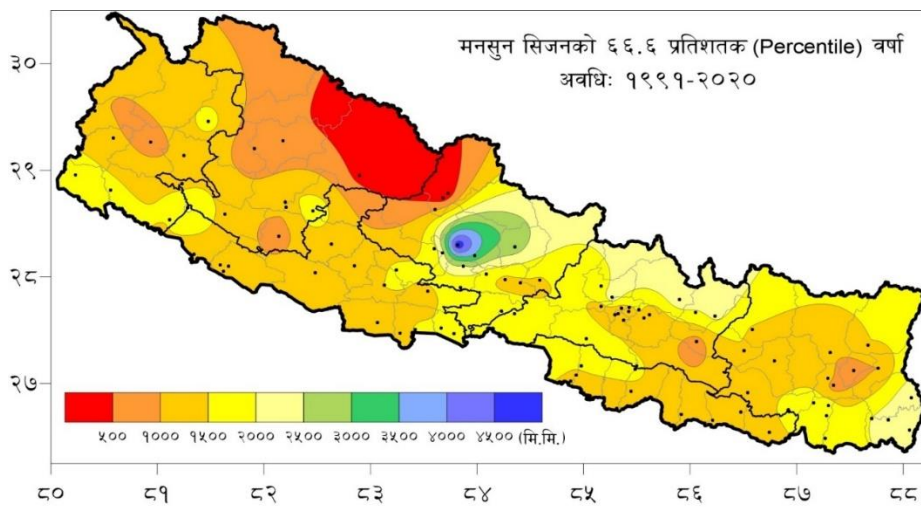 मनसुन सिजनको ६६.६ प्रतिशतक (Percentile) वर्षा
अवधिः १९९१-२०२०
३०
२९
२८
२७
५०० १००० १५०० २००० २५०० ३००० ३५०० ४००० ४५०० (मि.मि.)
८० ८१ ८२ ८३ ८४ ८५ ८६ ८७ ८८